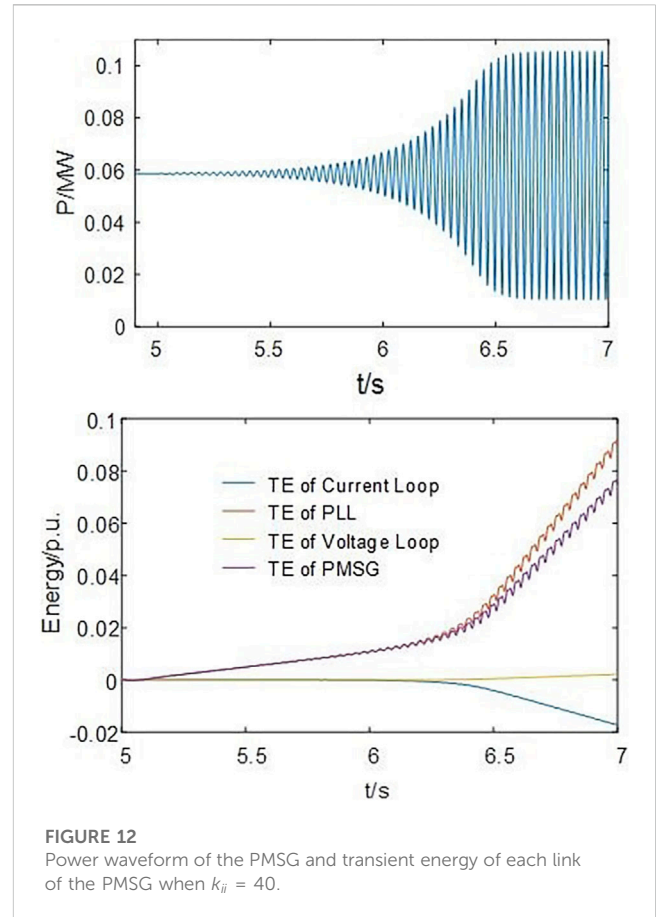 0.1
0.08
0.06
0.04
0.02
0
P/MW
5
5.5
6
6.5
7
t/s
0.1
0.08
0.06
0.04
0.02
0
-0.02
Energy/p.u.
TE of Current Loop
TE of PLL
TE of Voltage Loop
TE of PMSG
5
5.5
6
6.5
7
t/s
FIGURE 12
Power waveform of the PMSG and transient energy of each link
of the PMSG when kii = 40.